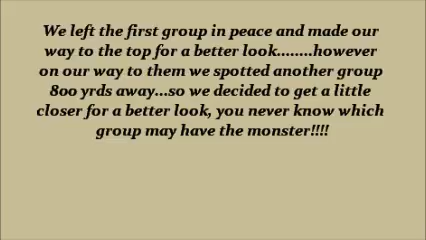 We left the first group in peace and made our
way to the top for a better look........however
on our way to them we spotted another group
800 yrds away...so we decided to get a little
closer for a better look, you never know which
group may have the monster!!!!